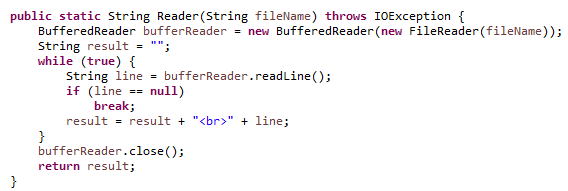 public static String Reader(String fileName) throws IOException {
    BufferedReader bufferReader = new BufferedReader(new FileReader(fileName));
    String result = "";
    while (true) {
        String line = bufferReader.readLine();
        if (line == null)
            break;
        result = result + "<br>" + line;
    }
    bufferReader.close();
    return result;
}